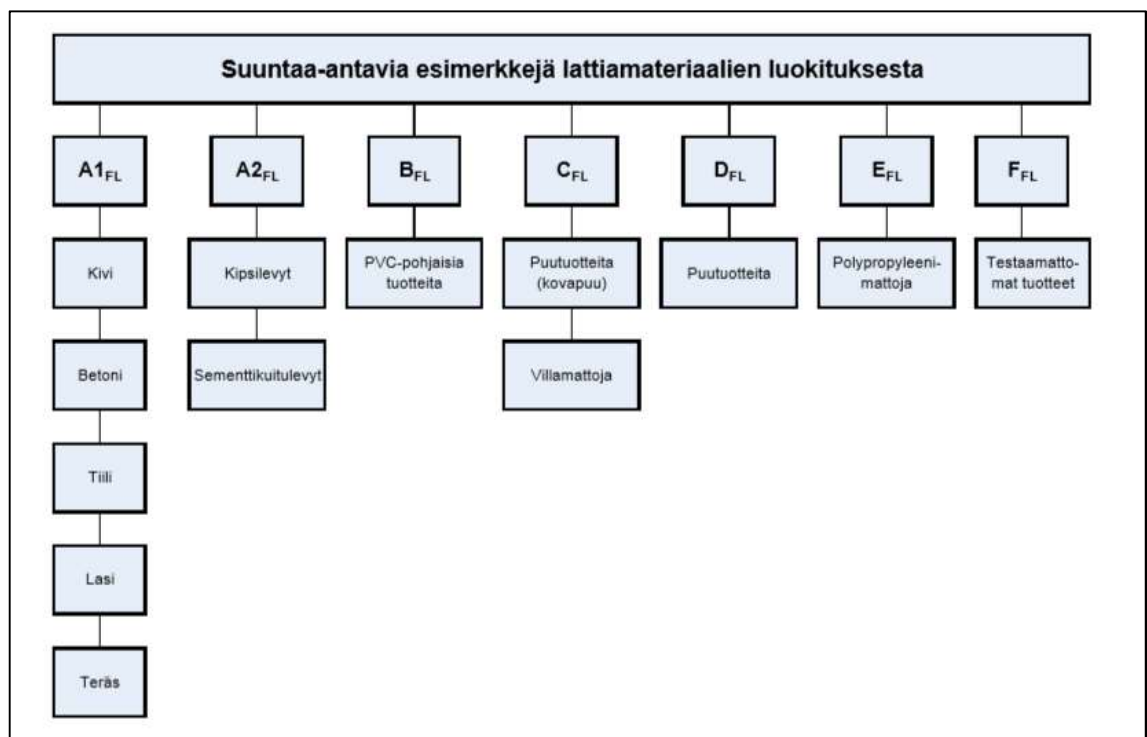 Suuntaa-antavia esimerkkejä lattiamateriaalien luokituksesta
A1FL
A2FL
BFL
CFL
DFL
EFL
FFL
Kivi
Kipsilevyt
PVC-pohjaisia
tuotteita
Puutuotteita
(kovapuu)
Puutuotteita
Polypropyleeni-
mattoja
Testaamatto-
mat tuotteet
Betoni
Sementtikuitulevyt
Villamattoja
Tiili
Lasi
Teräs